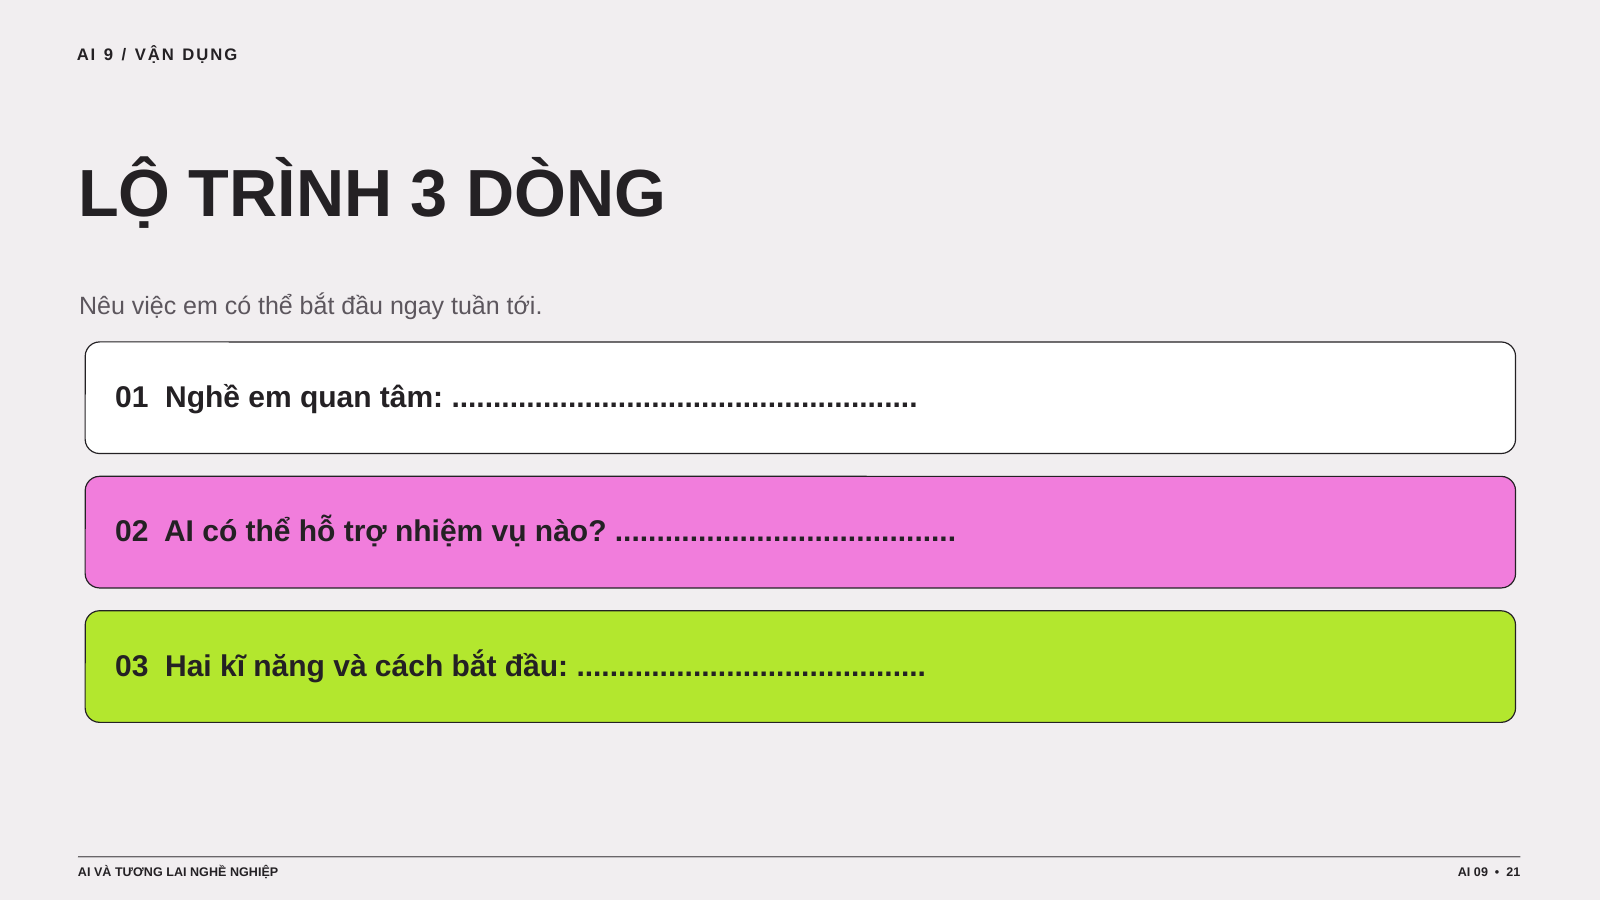 AI 9 / VẬN DỤNG
LỘ TRÌNH 3 DÒNG
Nêu việc em có thể bắt đầu ngay tuần tới.
01  Nghề em quan tâm: ........................................................
02  AI có thể hỗ trợ nhiệm vụ nào? .........................................
03  Hai kĩ năng và cách bắt đầu: ..........................................
AI VÀ TƯƠNG LAI NGHỀ NGHIỆP
AI 09 • 21